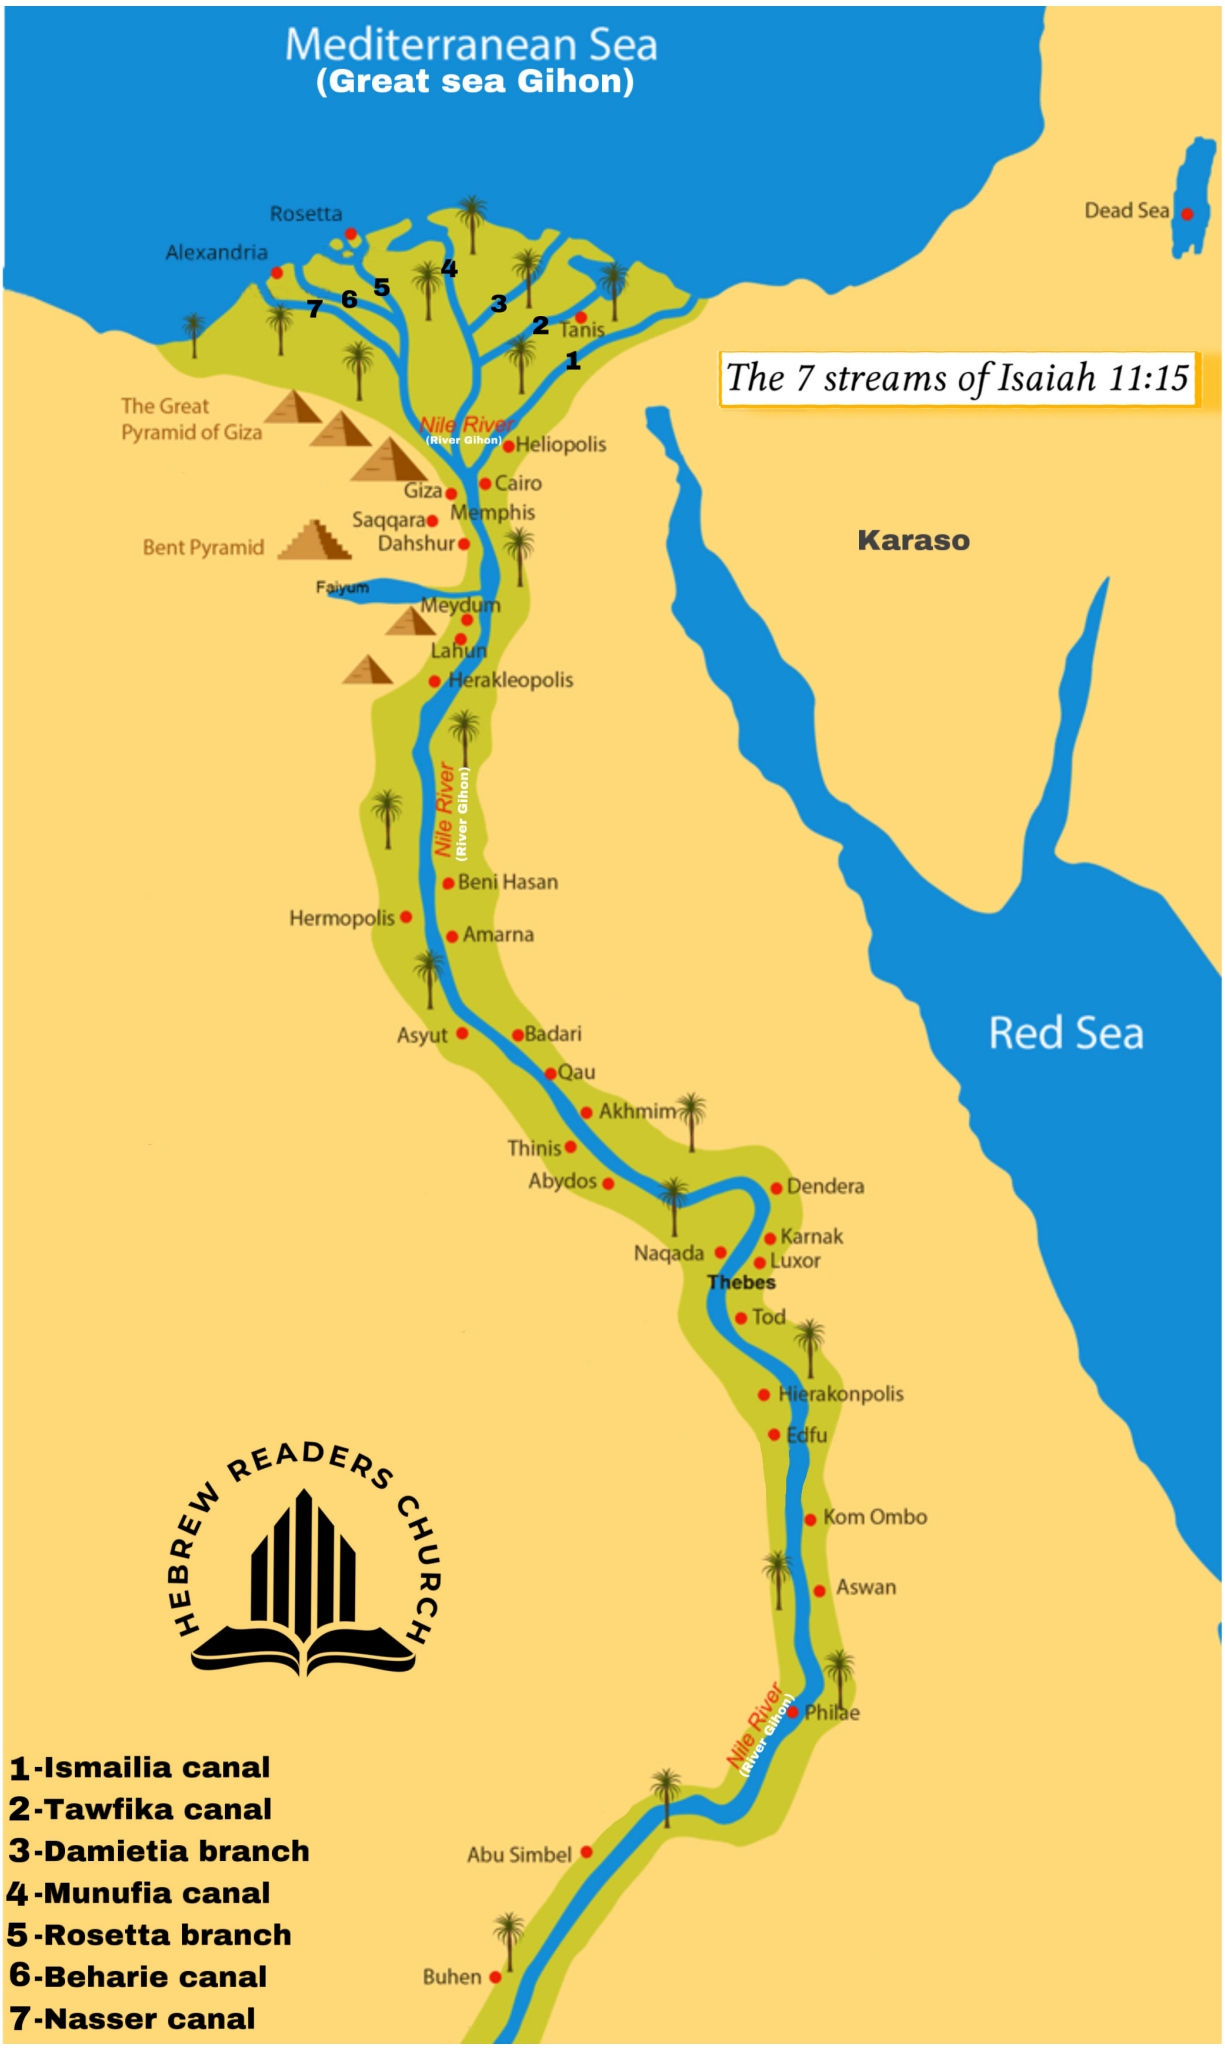 Mediterranean Sea
(Great sea Gihon)
Dead Sea
Rosetta
Alexandria
4
5
6
3
7
2
Tanis
1
The 7 streams of Isaiah 11:15
The Great
Pyramid of Giza
Nile River
(River Gihon)
Heliopolis
Cairo
Giza
Memphis
Saqqara
Dahshur
Bent Pyramid
Karaso
Faiyum
Meydum
Lahun
Herakleopolis
Nile River
(River Gihon)
Beni Hasan
Hermopolis
Amarna
Asyut
Badari
Red Sea
Qau
Akhmim
Thinis
Abydos
Dendera
Karnak
Naqada
Luxor
Thebes
Tod
Hierakonpolis
Edfu
HEBREW READERS CHURCH
Kom Ombo
Aswan
Nile River
(River Gihon)
Philae
1-Ismailia canal
2-Tawfika canal
3-Damietia branch
Abu Simbel
4-Munufia canal
5-Rosetta branch
6-Beharie canal
Buhen
7-Nasser canal